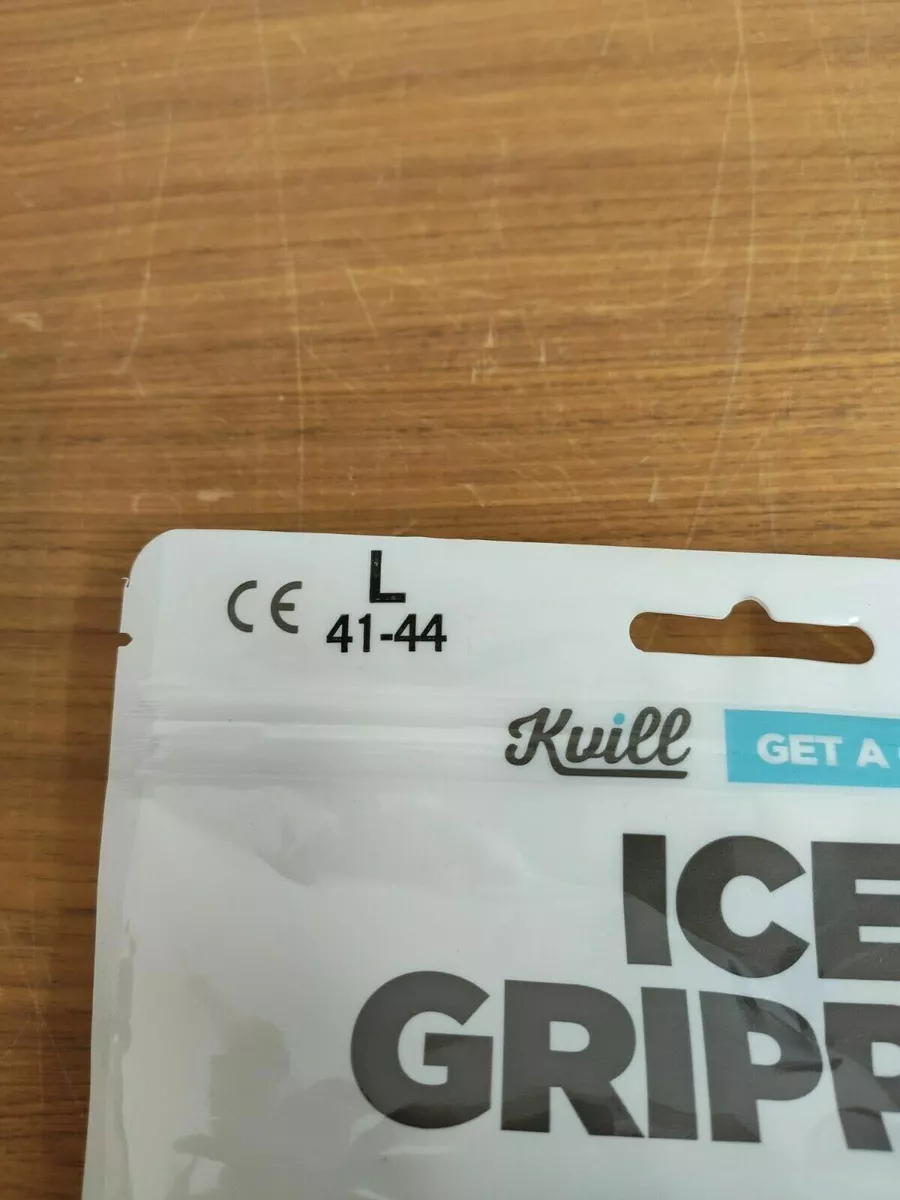 CE
L
41-44
Kvill
GET A
ICE
GRIPP